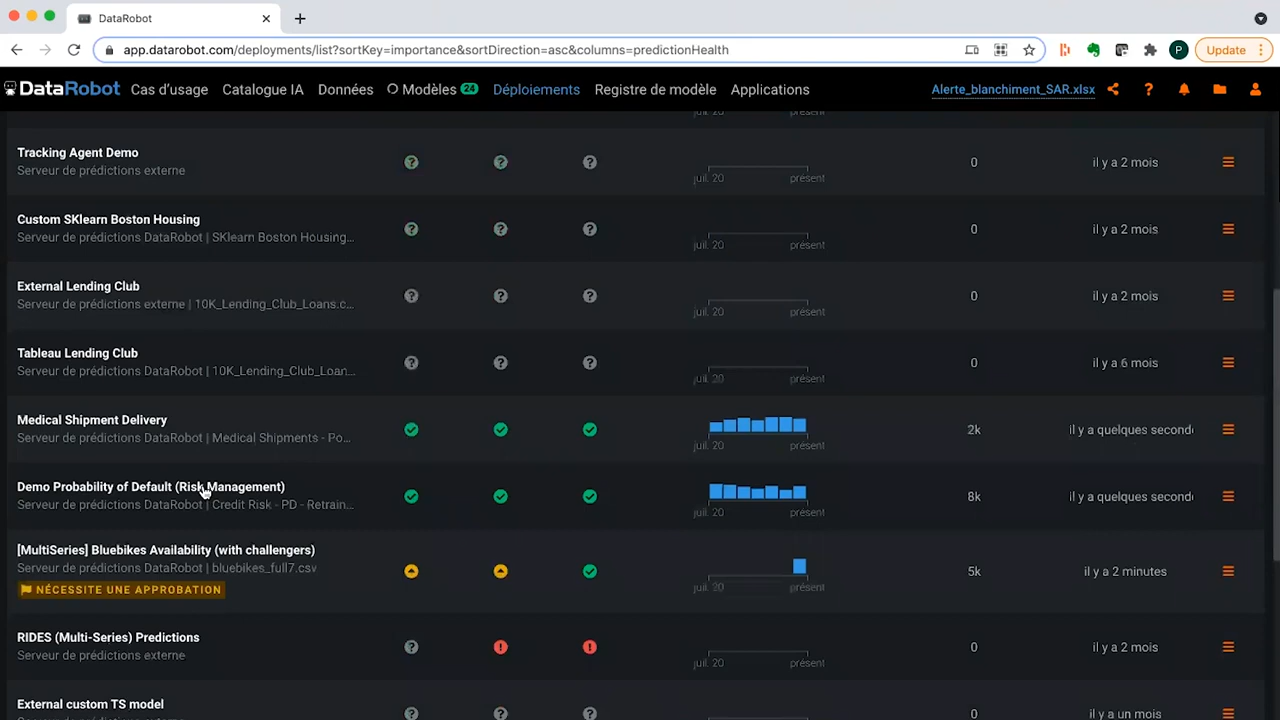 DataRobot
app.datarobot.com/deployments/list?sortKey=importance&sortDirection=asc&columns=predictionHealth
P
Update
DataRobot Cas d'usage Catalogue IA Données Modèles 24 Déploiements Registre de modèle Applications Alerte_blanchiment_SAR.xlsx
juil. 20 présent
Tracking Agent Demo
Serveur de prédictions externe
juil. 20 présent
0 il y a 2 mois
Custom SKlearn Boston Housing
Serveur de prédictions DataRobot | SKlearn Boston Housing...
juil. 20 présent
0 il y a 2 mois
External Lending Club
Serveur de prédictions externe | 10K_Lending_Club_Loans.c...
juil. 20 présent
0 il y a 2 mois
Tableau Lending Club
Serveur de prédictions DataRobot | 10K_Lending_Club_Loan...
juil. 20 présent
0 il y a 6 mois
Medical Shipment Delivery
Serveur de prédictions DataRobot | Medical Shipments - Po...
juil. 20 présent
2k il y a quelques second
Demo Probability of Default (Risk Management)
Serveur de prédictions DataRobot | Credit Risk - PD - Retrain...
juil. 20 présent
8k il y a quelques second
[MultiSeries] Bluebikes Availability (with challengers)
Serveur de prédictions DataRobot | bluebikes_full7.csv
NÉCESSITE UNE APPROBATION
juil. 20 présent
5k il y a 2 minutes
RIDES (Multi-Series) Predictions
Serveur de prédictions externe
juil. 20 présent
0 il y a 2 mois
External custom TS model
0 il y a un mois